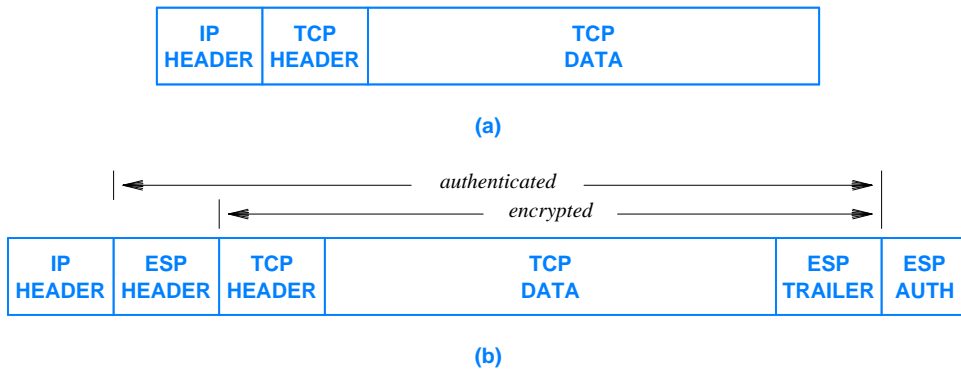 IP HEADER
TCP HEADER
TCP DATA
(a)
authenticated
encrypted
IP HEADER
ESP HEADER
TCP HEADER
TCP DATA
ESP TRAILER
ESP AUTH
(b)